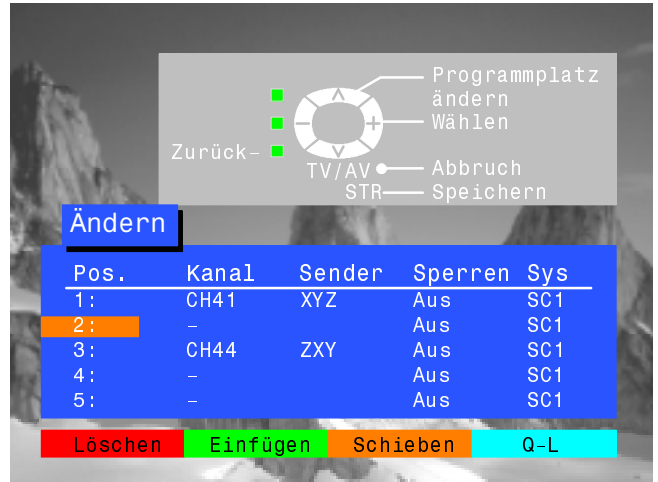 Programmplatz
ändern
Wählen
Zurück–
TV/AV Abbruch
STR Speichern
Ändern
Pos. Kanal Sender Sperren Sys
1: CH41 XYZ Aus SC1
2: – Aus SC1
3: CH44 ZXY Aus SC1
4: – Aus SC1
5: – Aus SC1
Löschen Einfügen Schieben Q–L